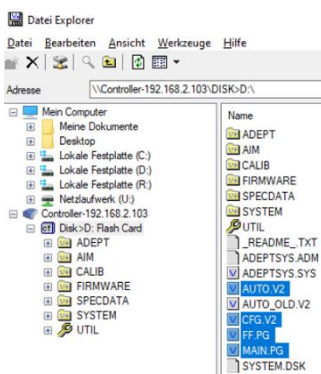 Datei Explorer
Datei Bearbeiten Ansicht Werkzeuge Hilfe
Adresse \\Controller-192.168.2.103\DISK>D:\
Mein Computer
Meine Dokumente
Desktop
Lokale Festplatte (C:)
Lokale Festplatte (D:)
Lokale Festplatte (R:)
Netzlaufwerk (U:)
Controller-192.168.2.103
Disk>D: Flash Card
ADEPT
AIM
CALIB
FIRMWARE
SPECDATA
SYSTEM
UTIL
Name
ADEPT
AIM
CALIB
FIRMWARE
SPECDATA
SYSTEM
UTIL
_README_.TXT
ADEPTSYS.ADM
ADEPTSYS.SYS
AUTO.V2
AUTO_OLD.V2
CFG.V2
FF.PG
MAIN.PG
SYSTEM.DSK